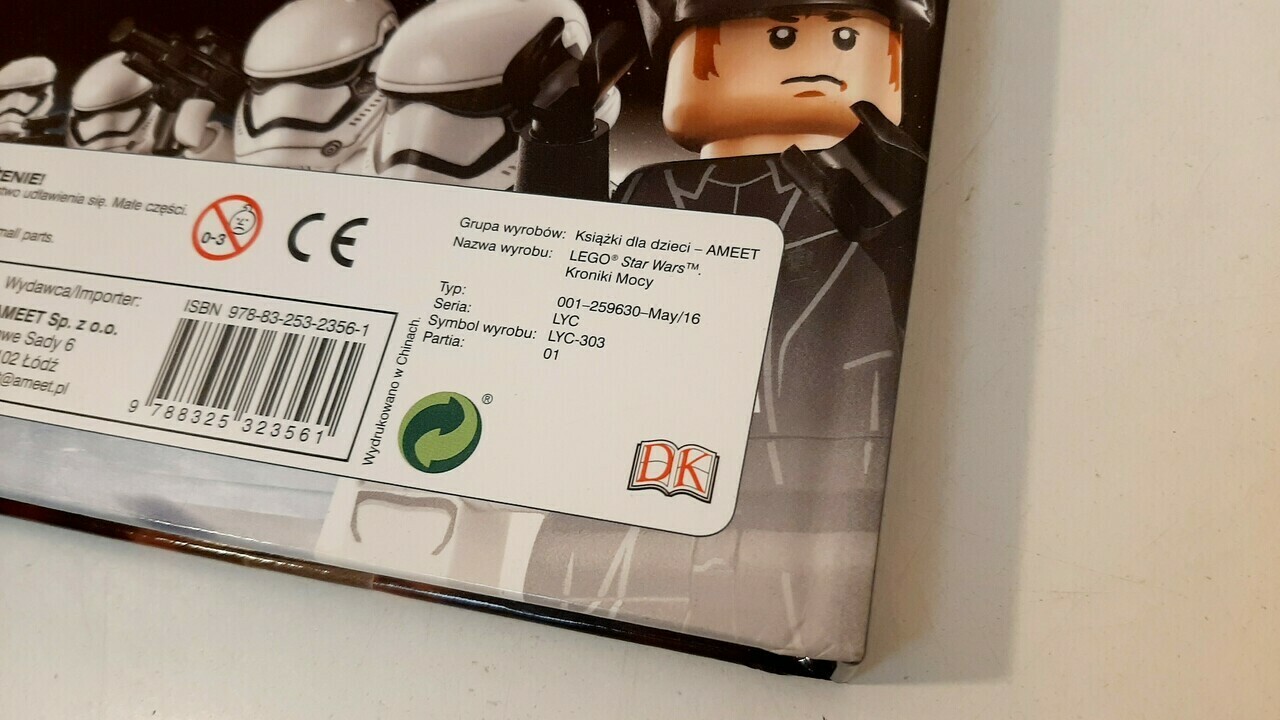 ŻENIE!
two udławienia się. Małe części.
mall parts.
0-3
CE
Wydawca/Importer:
AMEET Sp. z o.o.
owe Sady 6
02 Łódź
t@ameet.pl
ISBN 978-83-253-2356-1
9 788325 323561
Wydrukowano w Chinach.
Grupa wyrobów: Książki dla dzieci – AMEET
Nazwa wyrobu: LEGO® Star Wars™.
Kroniki Mocy
Typ: 001–259630–May/16
Seria: LYC
Symbol wyrobu: LYC-303
Partia: 01
®
DK